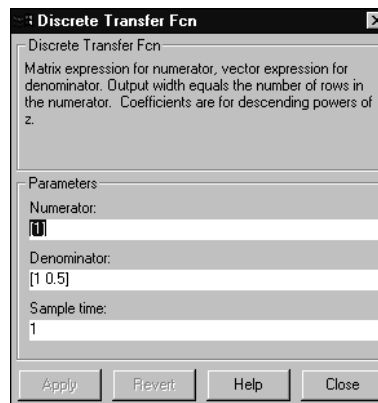 Discrete Transfer Fcn
Discrete Transfer Fcn
Matrix expression for numerator, vector expression for
denominator. Output width equals the number of rows in
the numerator.  Coefficients are for descending powers of
z.
Parameters
Numerator:
[1]
Denominator:
[1 0.5]
Sample time:
1
Apply Revert Help Close